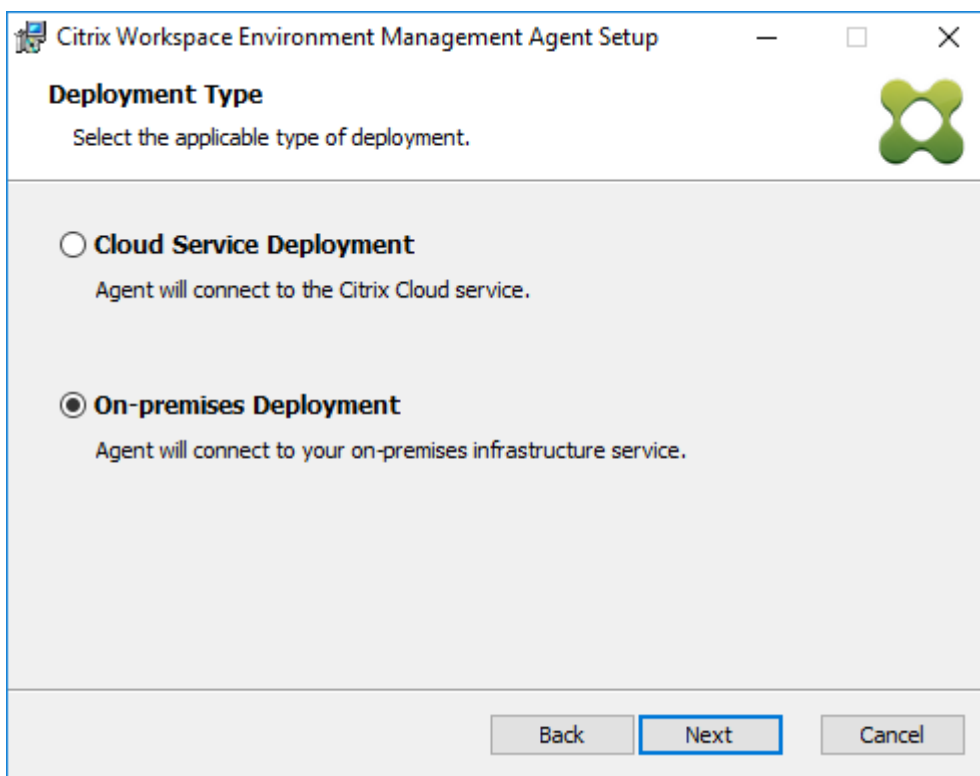 Citrix Workspace Environment Management Agent Setup
Deployment Type
Select the applicable type of deployment.
Cloud Service Deployment
Agent will connect to the Citrix Cloud service.
On-premises Deployment
Agent will connect to your on-premises infrastructure service.
Back Next Cancel